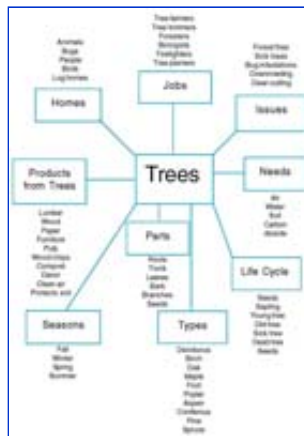 Tree farmers
Tree trimmers
Foresters
Biologists
Firefighters
Tree planters
Jobs
Animals
Bugs
People
Birds
Log homes
Homes
Forest fires
Sick trees
Bug infestations
Overcrowding
Clear cutting
Issues
Trees
Products
from Trees
Lumber
Wood
Paper
Furniture
Pulp
Wood chips
Compost
Clean air
Protects soil
Needs
Air
Water
Soil
Carbon
dioxide
Parts
Roots
Trunk
Leaves
Bark
Branches
Seeds
Life Cycle
Seeds
Sapling
Young tree
Old tree
Sick tree
Dead tree
Seeds
Seasons
Fall
Winter
Spring
Summer
Types
Deciduous
Birch
Oak
Maple
Fruit
Poplar
Aspen
Coniferous
Pine
Spruce